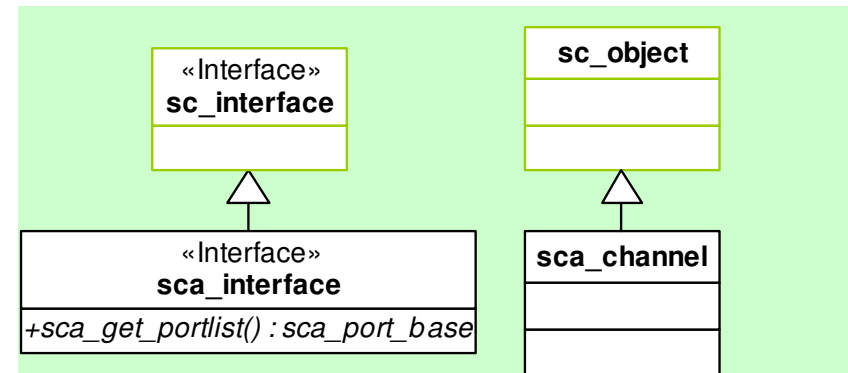 «Interface»
sc_interface
sc_object
«Interface»
sca_interface
+sca_get_portlist() : sca_port_base
sca_channel